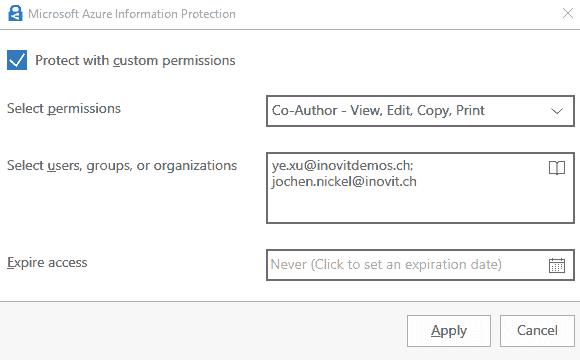 Microsoft Azure Information Protection
Protect with custom permissions
Select permissions
Co-Author - View, Edit, Copy, Print
Select users, groups, or organizations
ye.xu@inovitdemos.ch;
jochen.nickel@inovit.ch
Expire access
Never (Click to set an expiration date)
Apply
Cancel